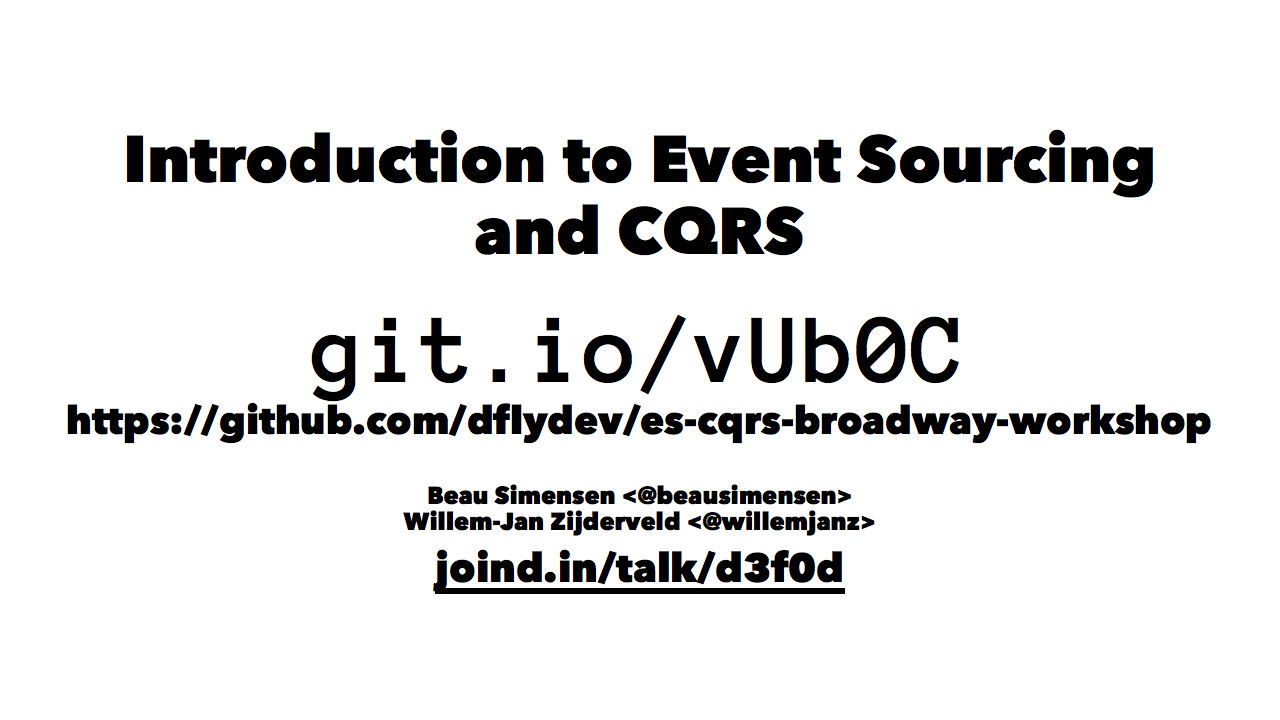 Introduction to Event Sourcing
and CQRS
git.io/vUb0C
https://github.com/dflydev/es-cqrs-broadway-workshop
Beau Simensen <@beausimensen>
Willem-Jan Zijderveld <@willemjanz>
joind.in/talk/d3f0d